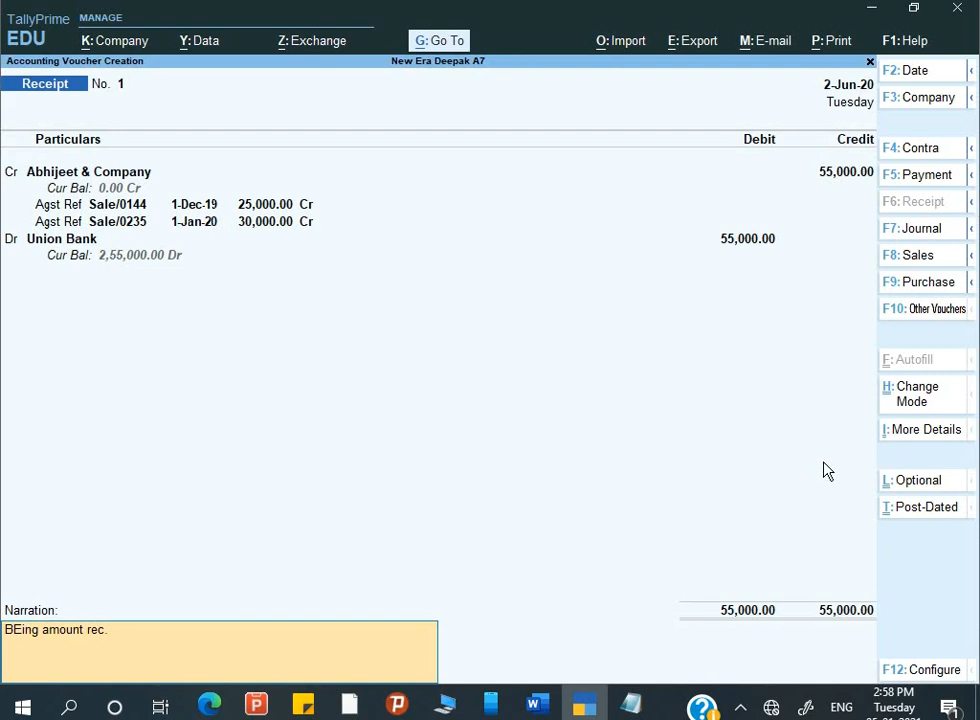 TallyPrime MANAGE
EDU K: Company Y: Data Z: Exchange G: Go To O: Import E: Export M: E-mail P: Print F1: Help
Accounting Voucher Creation New Era Deepak A7
Receipt No. 1 2-Jun-20
Tuesday
Particulars Debit Credit
Cr Abhijeet & Company 55,000.00
Cur Bal: 0.00 Cr
Agst Ref Sale/0144 1-Dec-19 25,000.00 Cr
Agst Ref Sale/0235 1-Jan-20 30,000.00 Cr
Dr Union Bank 55,000.00
Cur Bal: 2,55,000.00 Dr
Narration: 55,000.00 55,000.00
BEing amount rec.
F2: Date
F3: Company
F4: Contra
F5: Payment
F6: Receipt
F7: Journal
F8: Sales
F9: Purchase
F10: Other Vouchers
F: Autofill
H: Change
Mode
I: More Details
L: Optional
T: Post-Dated
F12: Configure
ENG
2:58 PM
Tuesday